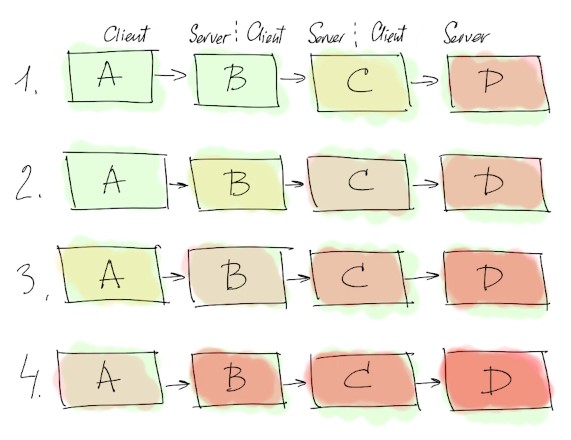 Client Server Client Server Client Server
1. A B C D
2. A B C D
3. A B C D
4. A B C D